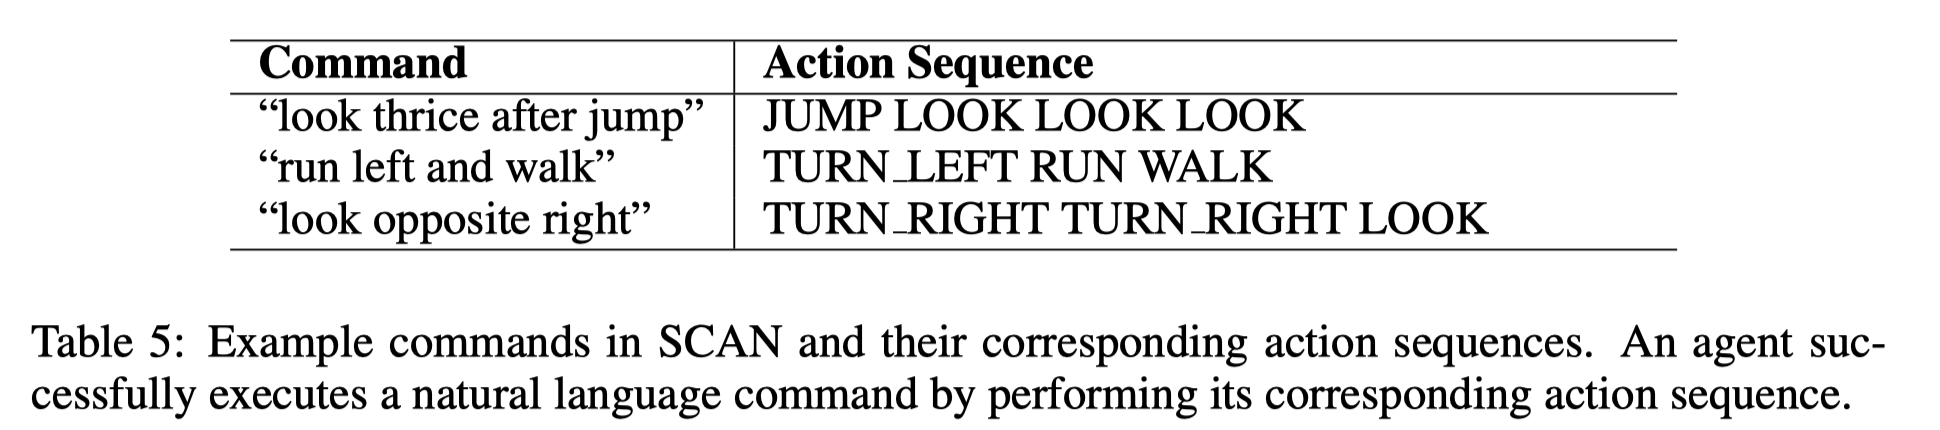 Command Action Sequence
“look thrice after jump” JUMP LOOK LOOK LOOK
“run left and walk” TURN_LEFT RUN WALK
“look opposite right” TURN_RIGHT TURN_RIGHT LOOK
Table 5: Example commands in SCAN and their corresponding action sequences. An agent suc-
cessfully executes a natural language command by performing its corresponding action sequence.